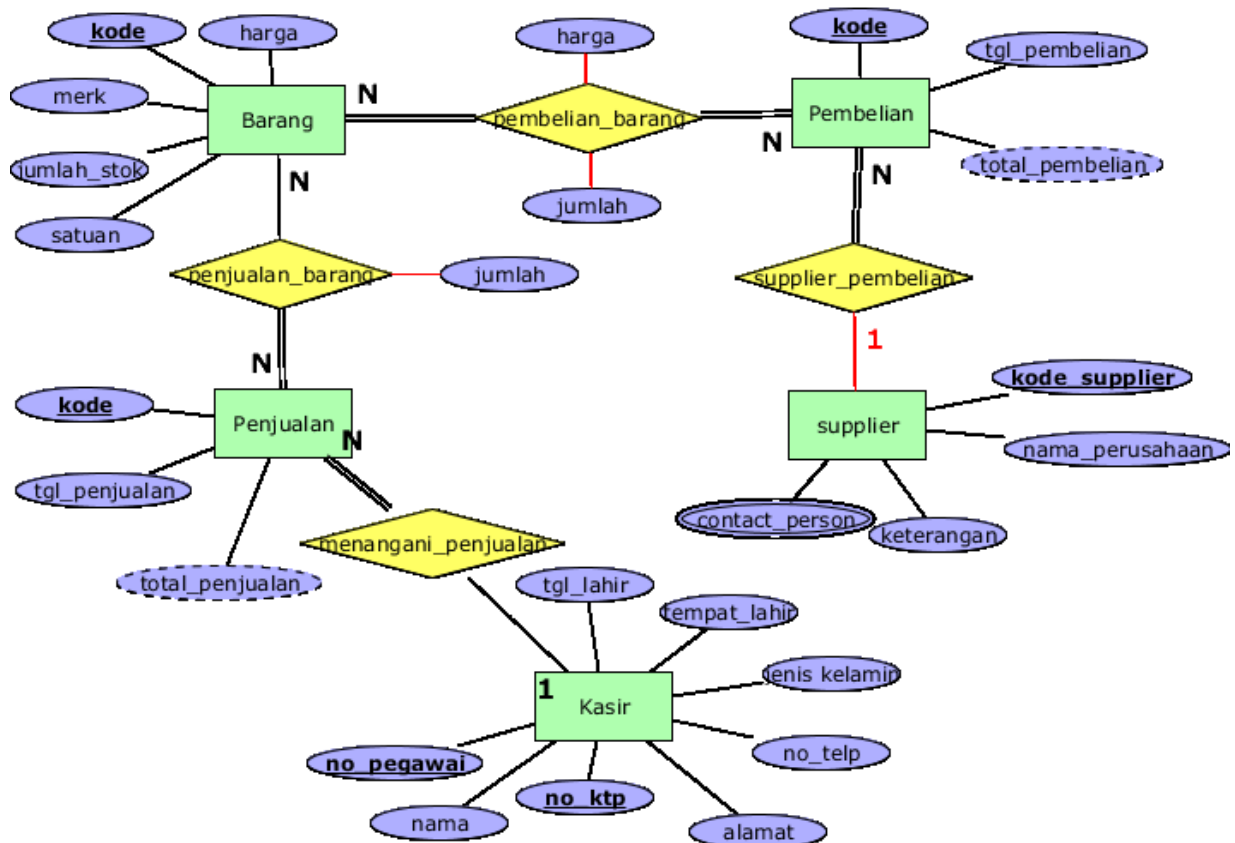 kode
harga
harga
kode
tgl_pembelian
merk
N
Barang
pembelian_barang
Pembelian
N
jumlah_stok
N
N
total_pembelian
jumlah
satuan
penjualan_barang
jumlah
supplier_pembelian
1
N
kode_supplier
kode
Penjualan
N
supplier
nama_perusahaan
tgl_penjualan
contact_person
keterangan
menangani_penjualan
total_penjualan
tgl_lahir
tempat_lahir
jenis kelamin
1
Kasir
no_pegawai
no_telp
no_ktp
nama
alamat